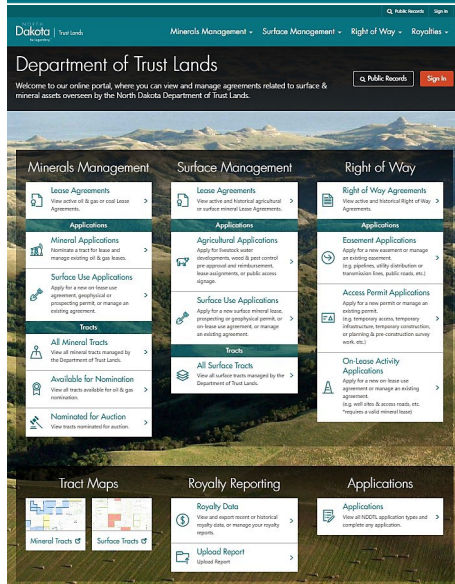 Public Records Sign In
NORTH
Dakota | Trust Lands
Be Legendary.
Minerals Management Surface Management Right of Way Royalties
Department of Trust Lands
Welcome to our online portal, where you can view and manage agreements related to surface &
mineral assets overseen by the North Dakota Department of Trust Lands.
Public Records
Sign In
Minerals Management
Lease Agreements
View active oil & gas or coal Lease
Agreements.
Applications
Mineral Applications
Nominate a tract for lease and
manage existing oil & gas leases.
Surface Use Applications
Apply for a new on-lease use
agreement, geophysical or
prospecting permit, or manage an
existing agreement.
Tracts
All Mineral Tracts
View all mineral tracts managed by
the Department of Trust Lands.
Available for Nomination
View all tracts available for oil & gas
nomination.
Nominated for Auction
View tracts nominated for auction.
Surface Management
Lease Agreements
View active and historical agricultural
or surface mineral Lease Agreements.
Applications
Agricultural Applications
Apply for livestock water
developments, weed & pest control
pre-approval and reimbursement,
lease assignments, or public access
signage.
Surface Use Applications
Apply for a new surface mineral lease,
prospecting or geophysical permit, or
on-lease use agreement, or manage
an existing agreement.
Tracts
All Surface Tracts
View all surface tracts managed by the
Department of Trust Lands.
Right of Way
Right of Way Agreements
View active and historical Right of Way
Agreements.
Applications
Easement Applications
Apply for a new easement or manage
an existing easement.
(e.g. pipelines, utility distribution or
transmission lines, public roads, etc.)
Access Permit Applications
Apply for a new permit or manage an
existing permit.
(e.g. temporary access, temporary
infrastructure, temporary construction,
or planning & pre-construction survey
work, etc.)
On-Lease Activity
Applications
Apply for a new on-lease use
agreement or manage an existing
agreement.
(e.g. well sites & access roads, etc.
*requires a valid mineral lease)
Tract Maps
Mineral Tracts
Surface Tracts
Royalty Reporting
Royalty Data
View and export recent or historical
royalty data, or manage your royalty
reports.
Upload Report
Upload Report
Applications
Applications
View all NDDTL application types and
complete any application.